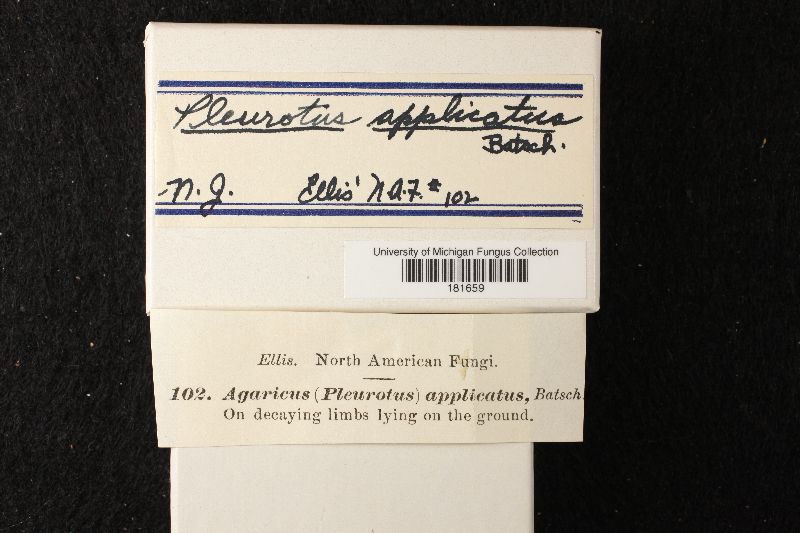 Pleurotus applicatus
Batsch.
N.J. Ellis' N.A.F. # 102
University of Michigan Fungus Collection
181659
Ellis. North American Fungi.
102. Agaricus (Pleurotus) applicatus, Batsch.
On decaying limbs lying on the ground.